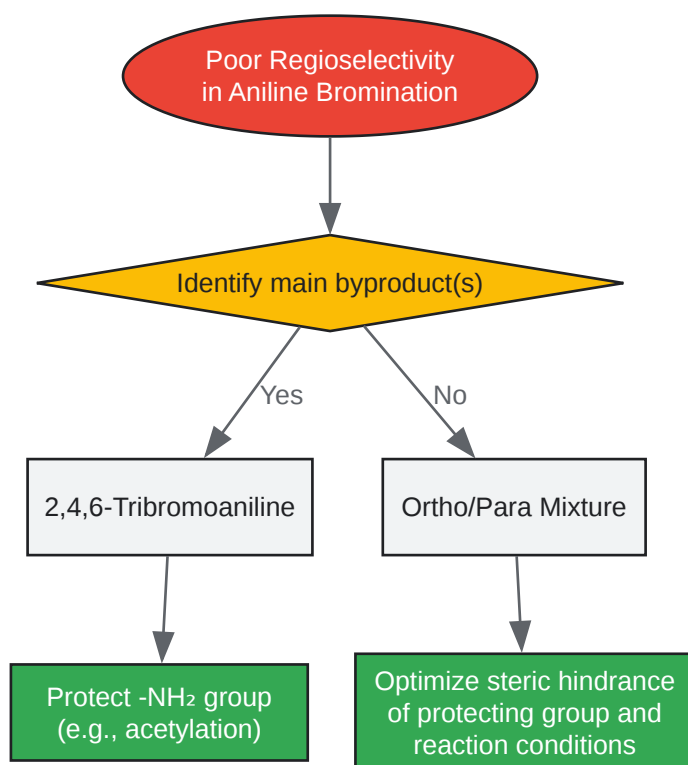 Poor Regioselectivity
in Aniline Bromination
Identify main byproduct(s)
Yes
No
2,4,6-Tribromoaniline
Ortho/Para Mixture
Protect -NH₂ group
(e.g., acetylation)
Optimize steric hindrance
of protecting group and
reaction conditions